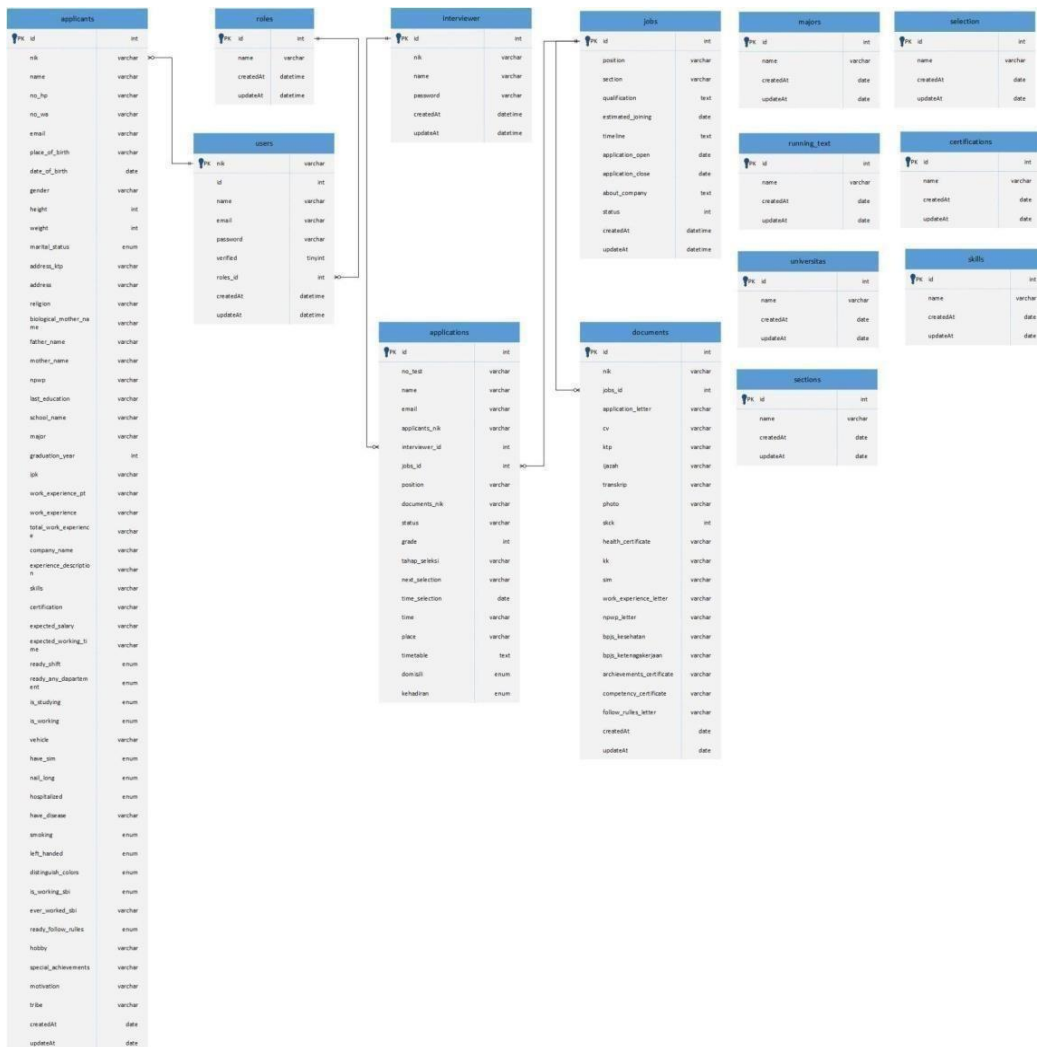 applicants
PK id int
nik varchar
name varchar
no_hp varchar
no_wa varchar
email varchar
place_of_birth varchar
date_of_birth date
gender varchar
height int
weight int
marital_status enum
address_ktp varchar
address varchar
religion varchar
biological_mother_na
me varchar
father_name varchar
mother_name varchar
npwp varchar
last_education varchar
school_name varchar
major varchar
graduation_year int
ipk varchar
work_experience_pt varchar
work_experience varchar
total_work_experienc
e varchar
company_name varchar
experience_descriptio
n varchar
skills varchar
certification varchar
expected_salary varchar
expected_working_ti
me varchar
ready_shift enum
ready_any_departem
ent enum
is_studying enum
is_working enum
vehicle varchar
have_sim enum
nail_long enum
hospitalized enum
have_disease varchar
smoking enum
left_handed enum
distinguish_colors enum
is_working_sbi enum
ever_worked_sbi varchar
ready_follow_rulles enum
hobby varchar
special_achievements varchar
motivation varchar
tribe varchar
createdAt date
updateAt date
roles
PK id int
name varchar
createdAt datetime
updateAt datetime
users
PK nik varchar
id int
name varchar
email varchar
password varchar
verified tinyint
roles_id int
createdAt datetime
updateAt datetime
interviewer
PK id int
nik varchar
name varchar
password varchar
createdAt datetime
updateAt datetime
applications
PK id int
no_test varchar
name varchar
email varchar
applicants_nik varchar
interviewer_id int
jobs_id int
position varchar
documents_nik varchar
status varchar
grade int
tahap_seleksi varchar
next_selection varchar
time_selection date
time varchar
place varchar
timetable text
domisili enum
kehadiran enum
jobs
PK id int
position varchar
section varchar
qualification text
estimated_joining date
timeline text
application_open date
application_close date
about_company text
status int
createdAt datetime
updateAt datetime
documents
PK id int
nik varchar
jobs_id int
application_letter varchar
cv varchar
ktp varchar
ijazah varchar
transkrip varchar
photo varchar
skck int
health_certificate varchar
kk varchar
sim varchar
work_experience_letter varchar
npwp_letter varchar
bpjs_kesehatan varchar
bpjs_ketenagakerjaan varchar
archievements_certificate varchar
competency_certificate varchar
follow_rulles_letter varchar
createdAt date
updateAt date
majors
PK id int
name varchar
createdAt date
updateAt date
running_text
PK id int
name varchar
createdAt date
updateAt date
universitas
PK id int
name varchar
createdAt date
updateAt date
sections
PK id int
name varchar
createdAt date
updateAt date
selection
PK id int
name varchar
createdAt date
updateAt date
certifications
PK id int
name varchar
createdAt date
updateAt date
skills
PK id int
name varchar
createdAt date
updateAt date